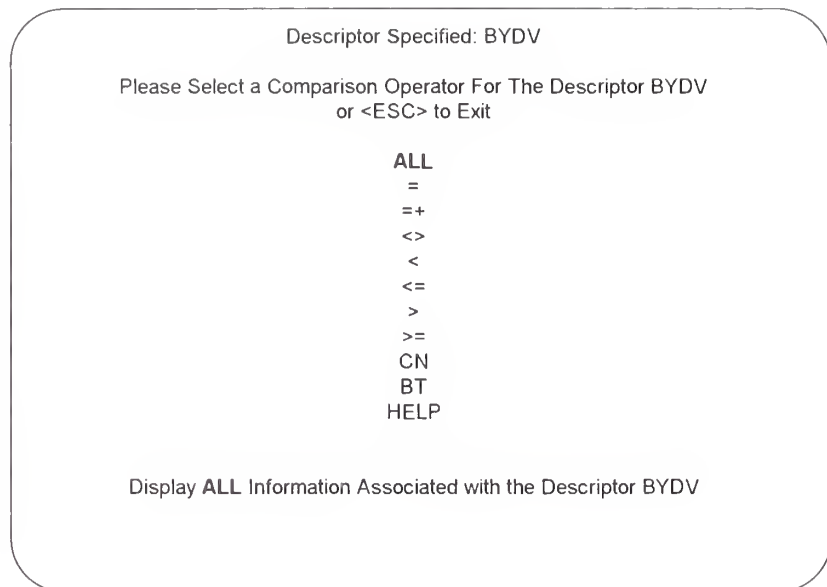 Descriptor Specified: BYDV
Please Select a Comparison Operator For The Descriptor BYDV
or <ESC> to Exit
ALL
=
=+
<>
<
<=
>
>=
CN
BT
HELP
Display ALL Information Associated with the Descriptor BYDV